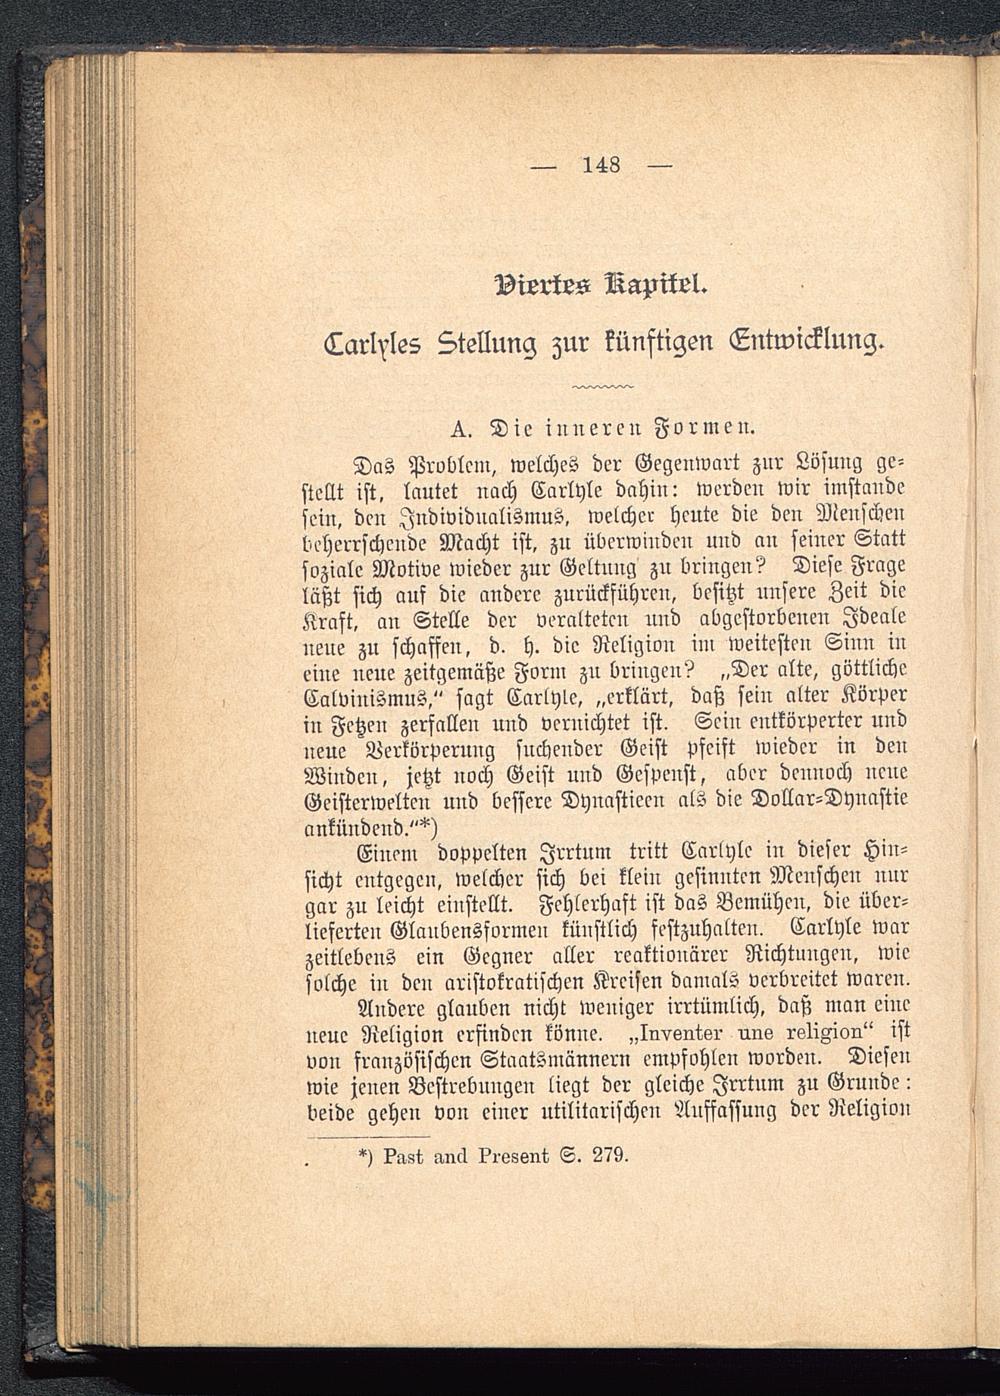 — 148 —
Viertes Kapitel.
Carlyles Stellung zur künftigen Entwicklung.
A. Die inneren Formen.
Das Problem, welches der Gegenwart zur Lösung ge-
stellt ist, lautet nach Carlyle dahin: werden wir imstande
sein, den Individualismus, welcher heute die den Menschen
beherrschende Macht ist, zu überwinden und an seiner Statt
soziale Motive wieder zur Geltung zu bringen? Diese Frage
läßt sich auf die andere zurückführen, besitzt unsere Zeit die
Kraft, an Stelle der veralteten und abgestorbenen Ideale
neue zu schaffen, d. h. die Religion im weitesten Sinn in
eine neue zeitgemäße Form zu bringen? „Der alte, göttliche
Calvinismus,“ sagt Carlyle, „erklärt, daß sein alter Körper
in Fetzen zerfallen und vernichtet ist. Sein entkörperter und
neue Verkörperung suchender Geist pfeift wieder in den
Winden, jetzt noch Geist und Gespenst, aber dennoch neue
Geisterwelten und bessere Dynastieen als die Dollar-Dynastie
ankündend.“*)
Einem doppelten Irrtum tritt Carlyle in dieser Hin-
sicht entgegen, welcher sich bei klein gesinnten Menschen nur
gar zu leicht einstellt. Fehlerhaft ist das Bemühen, die über-
lieferten Glaubensformen künstlich festzuhalten. Carlyle war
zeitlebens ein Gegner aller reaktionärer Richtungen, wie
solche in den aristokratischen Kreisen damals verbreitet waren.
Andere glauben nicht weniger irrtümlich, daß man eine
neue Religion erfinden könne. „Inventer une religion“ ist
von französischen Staatsmännern empfohlen worden. Diesen
wie jenen Bestrebungen liegt der gleiche Irrtum zu Grunde:
beide gehen von einer utilitarischen Auffassung der Religion
*) Past and Present S. 279.